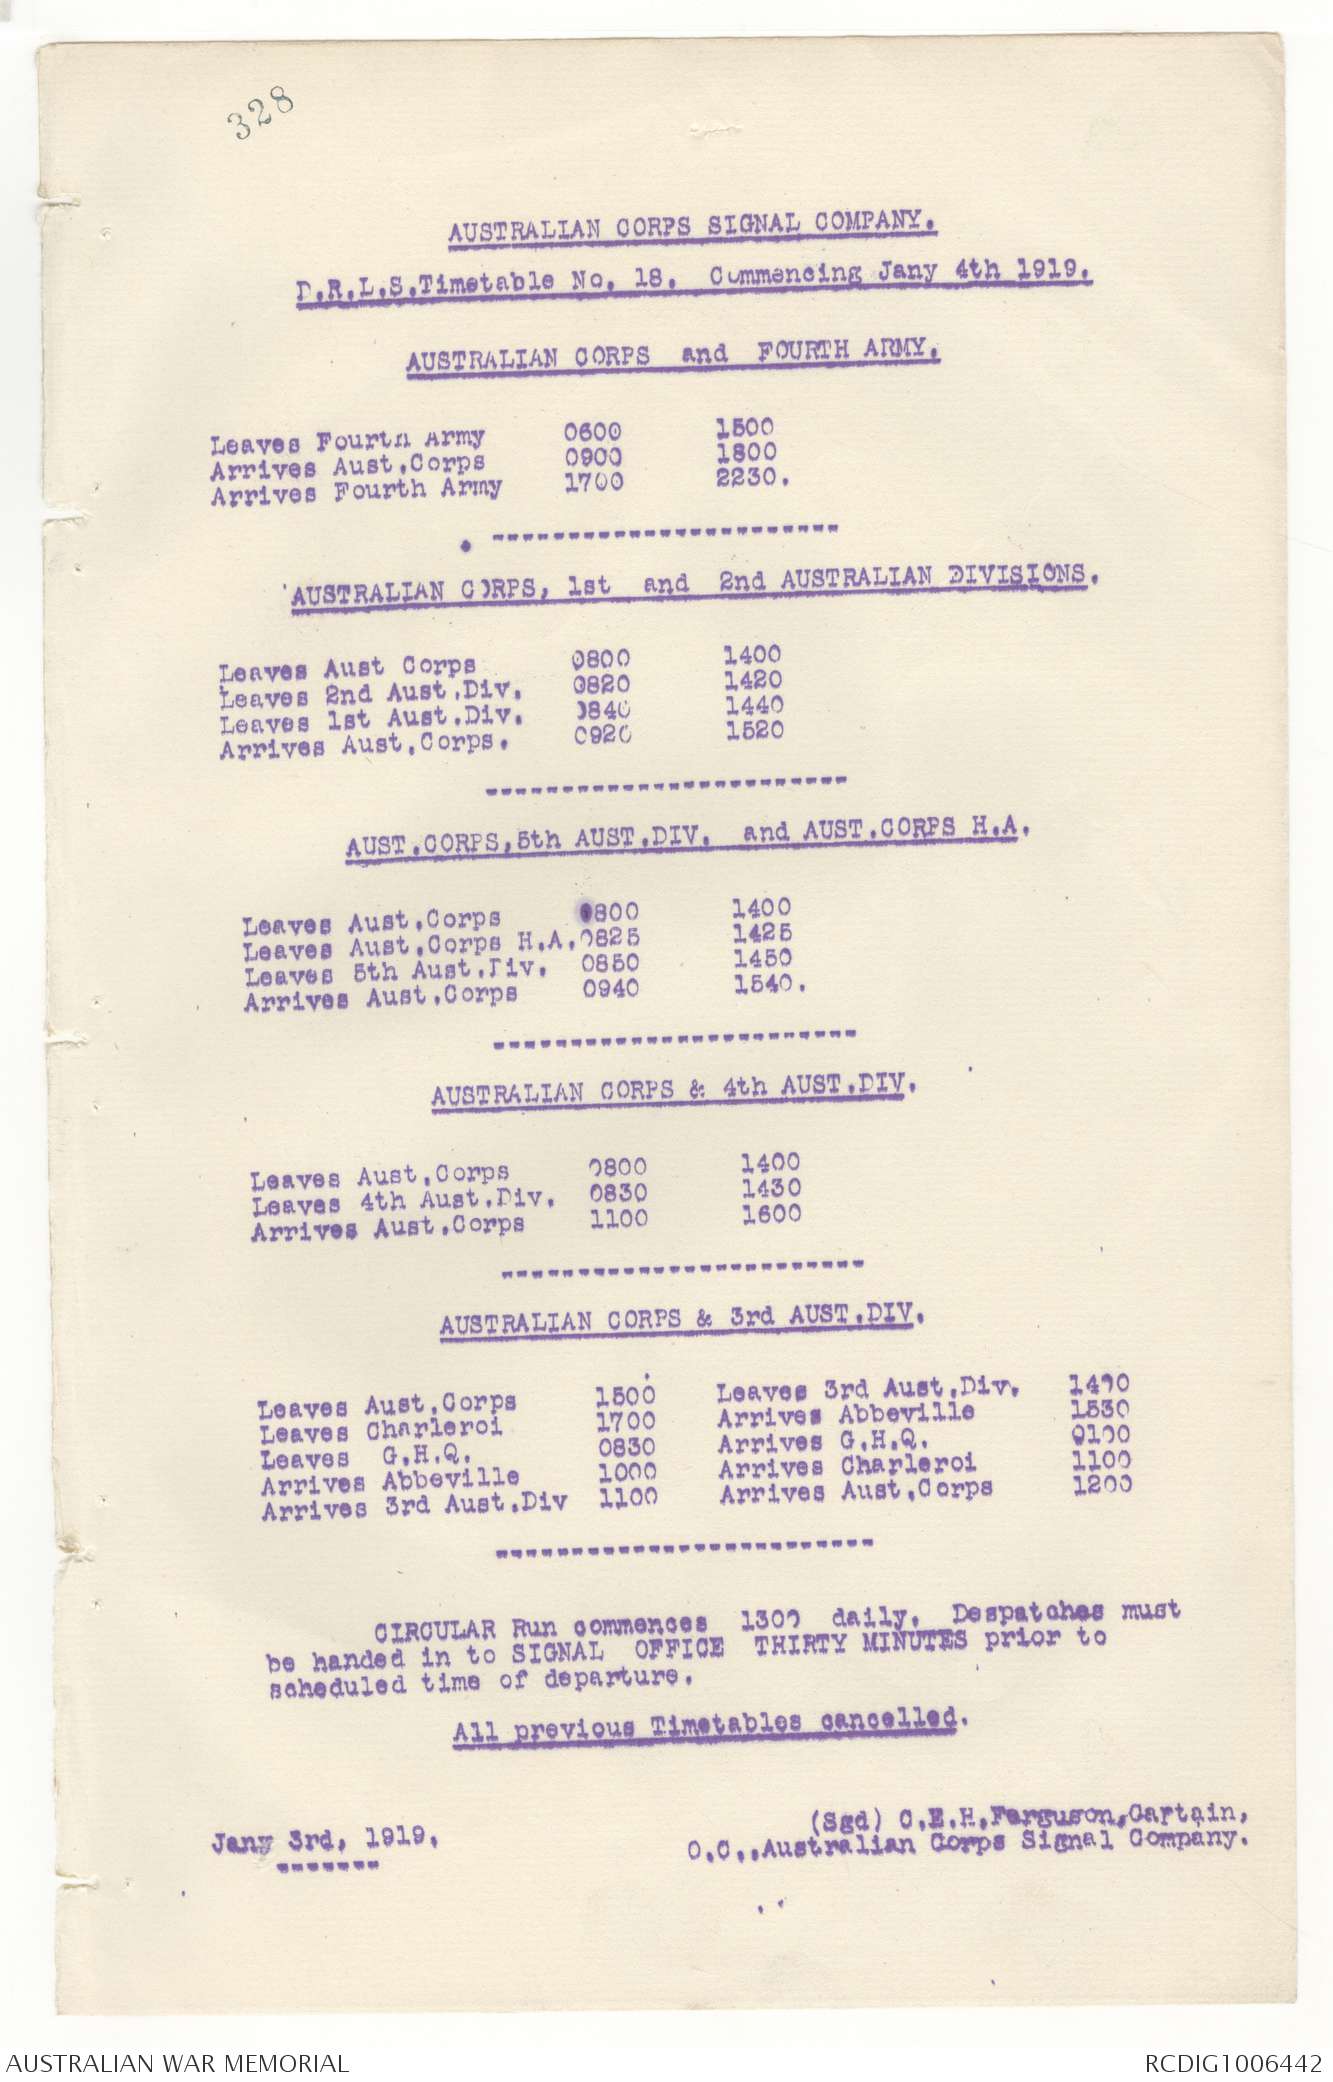 328
AUSTRALIAN CORPS SIGNAL COMPANY.
D.R.L.S.Timetable No. 18. Commencing Jany 4th 1919.
AUSTRALIAN CORPS and FOURTH ARMY.
Leaves Fourth Army 0600 1500
Arrives Aust.Corps 0900 1800
Arrives Fourth Army 1700 2230.
-----------------------
AUSTRALIAN CORPS, 1st and 2nd AUSTRALIAN DIVISIONS.
Leaves Aust Corps 0800 1400
Leaves 2nd Aust.Div. 0820 1420
Leaves 1st Aust.Div. 0840 1440
Arrives Aust.Corps. 0920 1520
------------------------
AUST.CORPS,5th AUST.DIV. and AUST.CORPS H.A.
Leaves Aust.Corps 0800 1400
Leaves Aust.Corps H.A.0825 1425
Leaves 5th Aust.Div. 0850 1450
Arrives Aust.Corps 0940 1540.
------------------------
AUSTRALIAN CORPS & 4th AUST.DIV.
Leaves Aust.Corps 0800 1400
Leaves 4th Aust.Div. 0830 1430
Arrives Aust.Corps 1100 1600
------------------------
AUSTRALIAN CORPS & 3rd AUST.DIV.
Leaves Aust.Corps 1500 Leaves 3rd Aust.Div. 1400
Leaves Charleroi 1700 Arrives Abbeville 1530
Leaves G.H.Q. 0830 Arrives G.H.Q. 0100
Arrives Abbeville 1000 Arrives Charleroi 1100
Arrives 3rd Aust.Div 1100 Arrives Aust.Corps 1200
-------------------------
CIRCULAR Run commences 1300 daily. Despatches must
be handed in to SIGNAL OFFICE THIRTY MINUTES prior to
scheduled time of departure.
All previous Timetables cancelled.
(Sgd) C.E.H.Ferguson,Captain,
Jany 3rd, 1919. O.C.,Australian Corps Signal Company.
-------
AUSTRALIAN WAR MEMORIAL RCDIG1006442